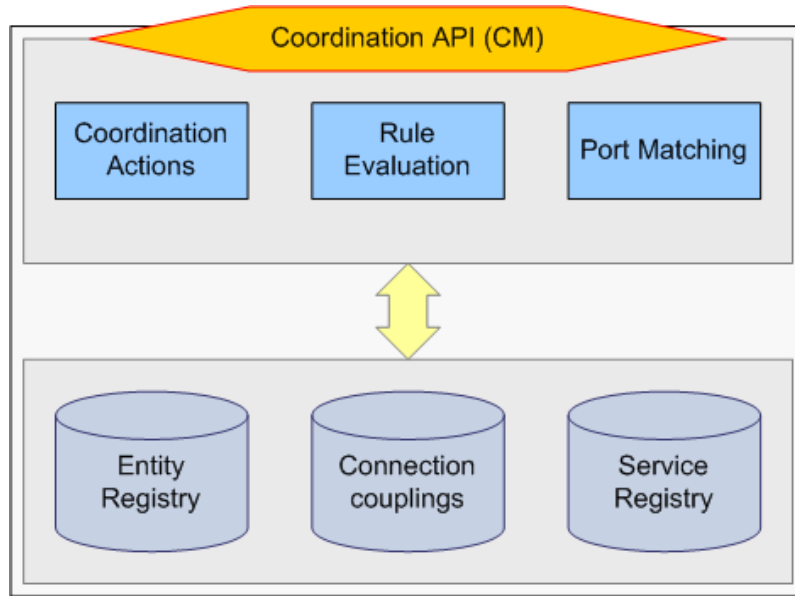 Coordination API (CM)
Coordination
Actions
Rule
Evaluation
Port Matching
Entity
Registry
Connection
couplings
Service
Registry